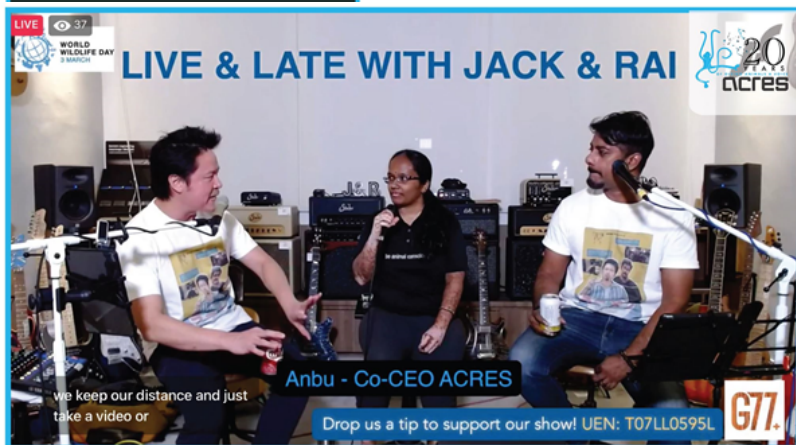 LIVE 37
WORLD
WILDLIFE DAY
3 MARCH
LIVE & LATE WITH JACK & RAI
20
YEARS
acres
Anbu - Co-CEO ACRES
we keep our distance and just
take a video or
Drop us a tip to support our show! UEN: T07LL0595L
G77+